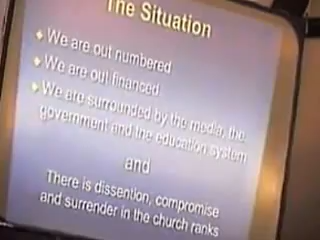 The Situation
We are out numbered
We are out financed
We are surrounded by the media, the
government and the education system
and
There is dissention, compromise
and surrender in the church ranks